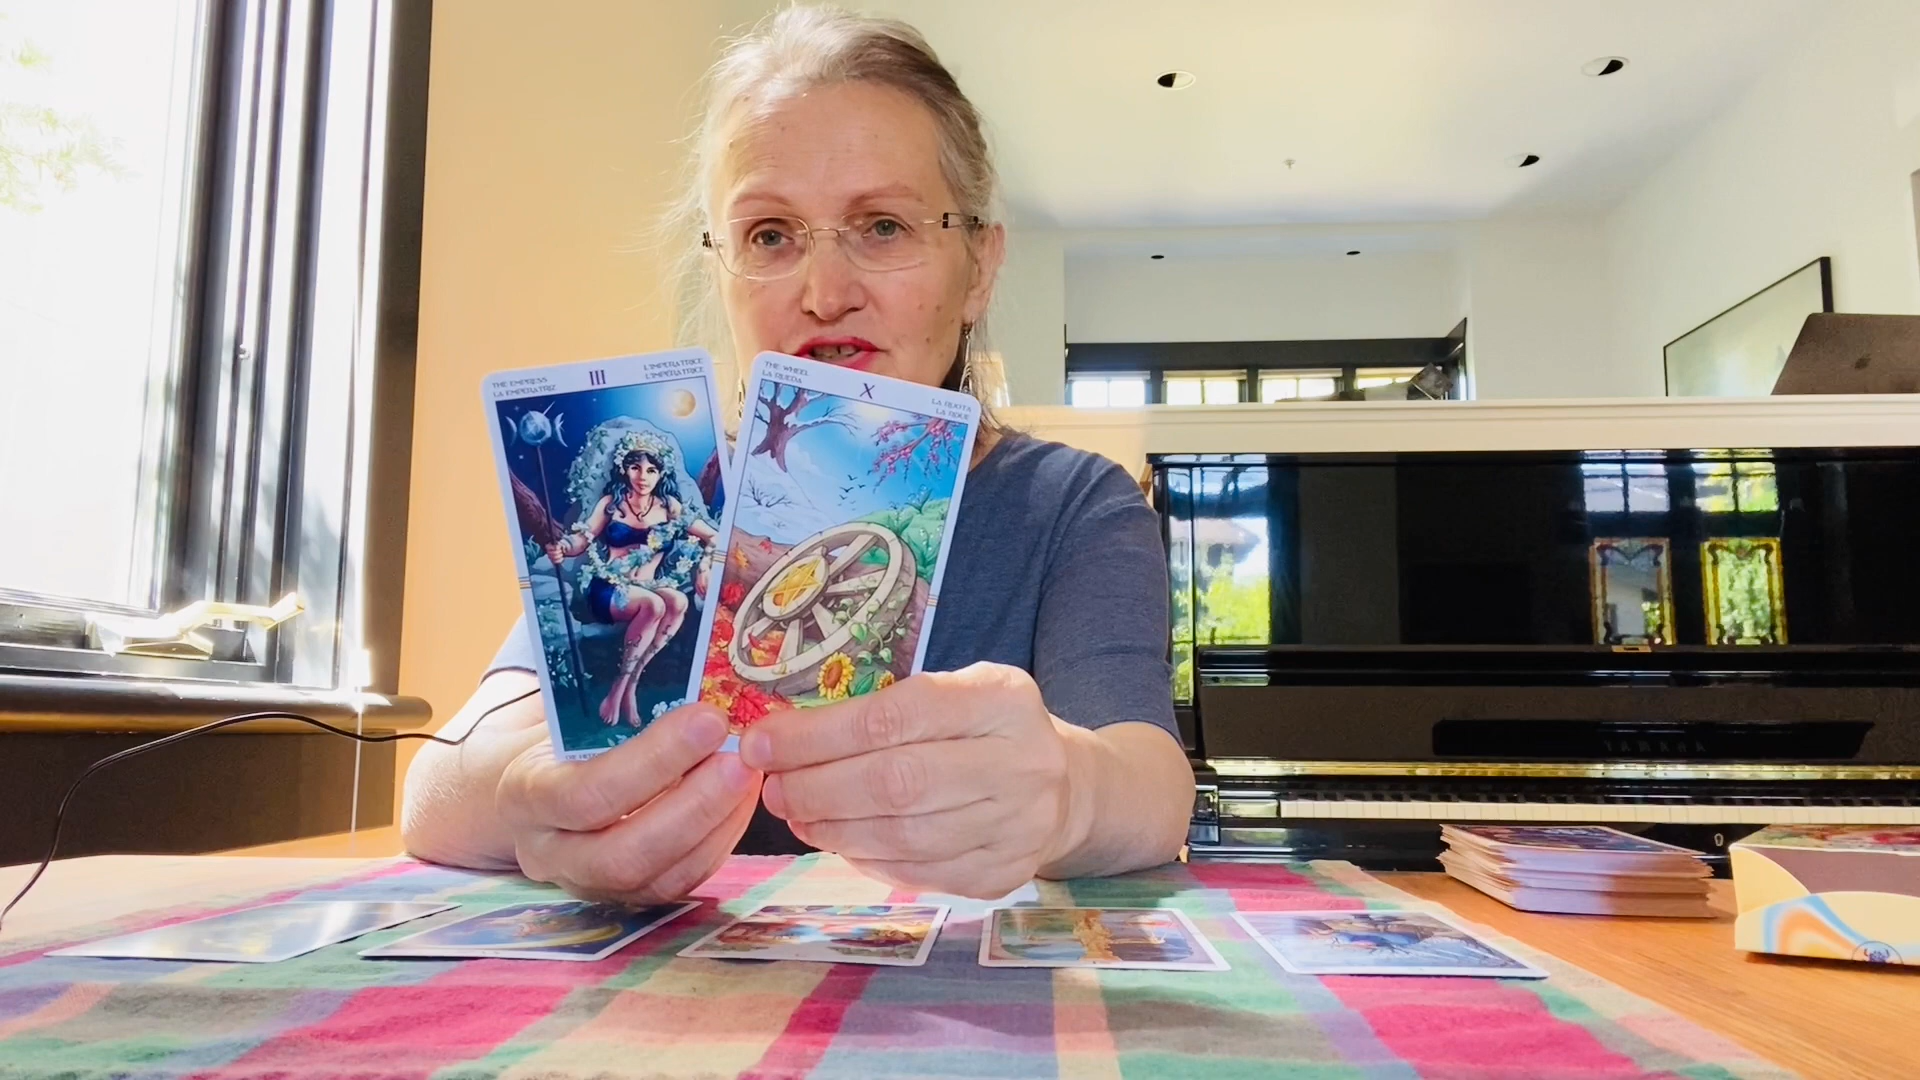 THE EMPRESS
LA EMPERATRIZ
III
L'IMPERATRICE
L'IMPÉRATRICE
THE WHEEL
LA RUEDA
X
LA RUOTA
LA ROUE
YAMAHA